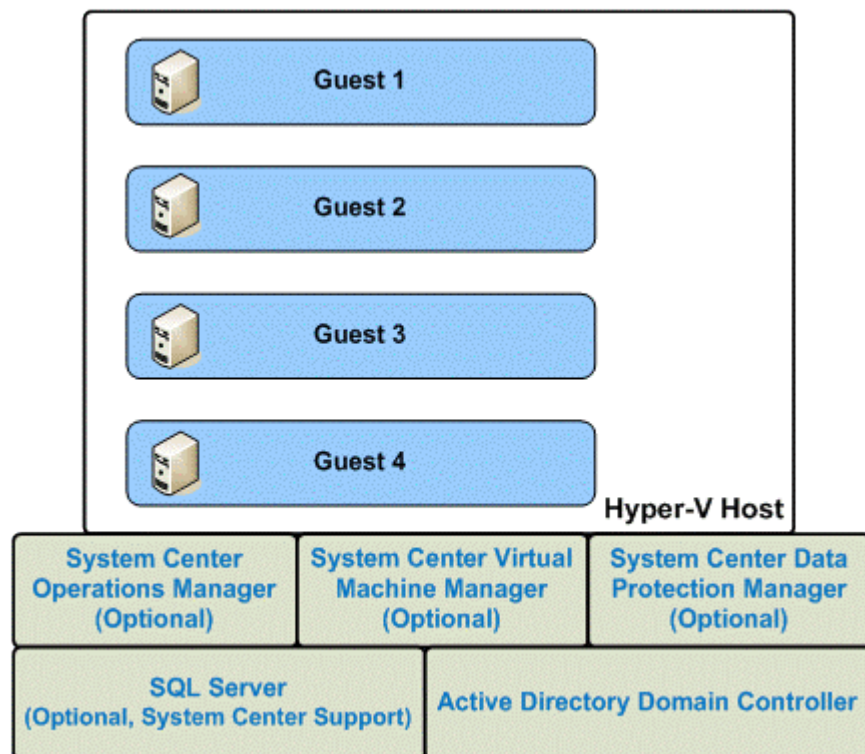 Guest 1
Guest 2
Guest 3
Guest 4
Hyper-V Host
System Center
Operations Manager
(Optional)
System Center Virtual
Machine Manager
(Optional)
System Center Data
Protection Manager
(Optional)
SQL Server
(Optional, System Center Support)
Active Directory Domain Controller